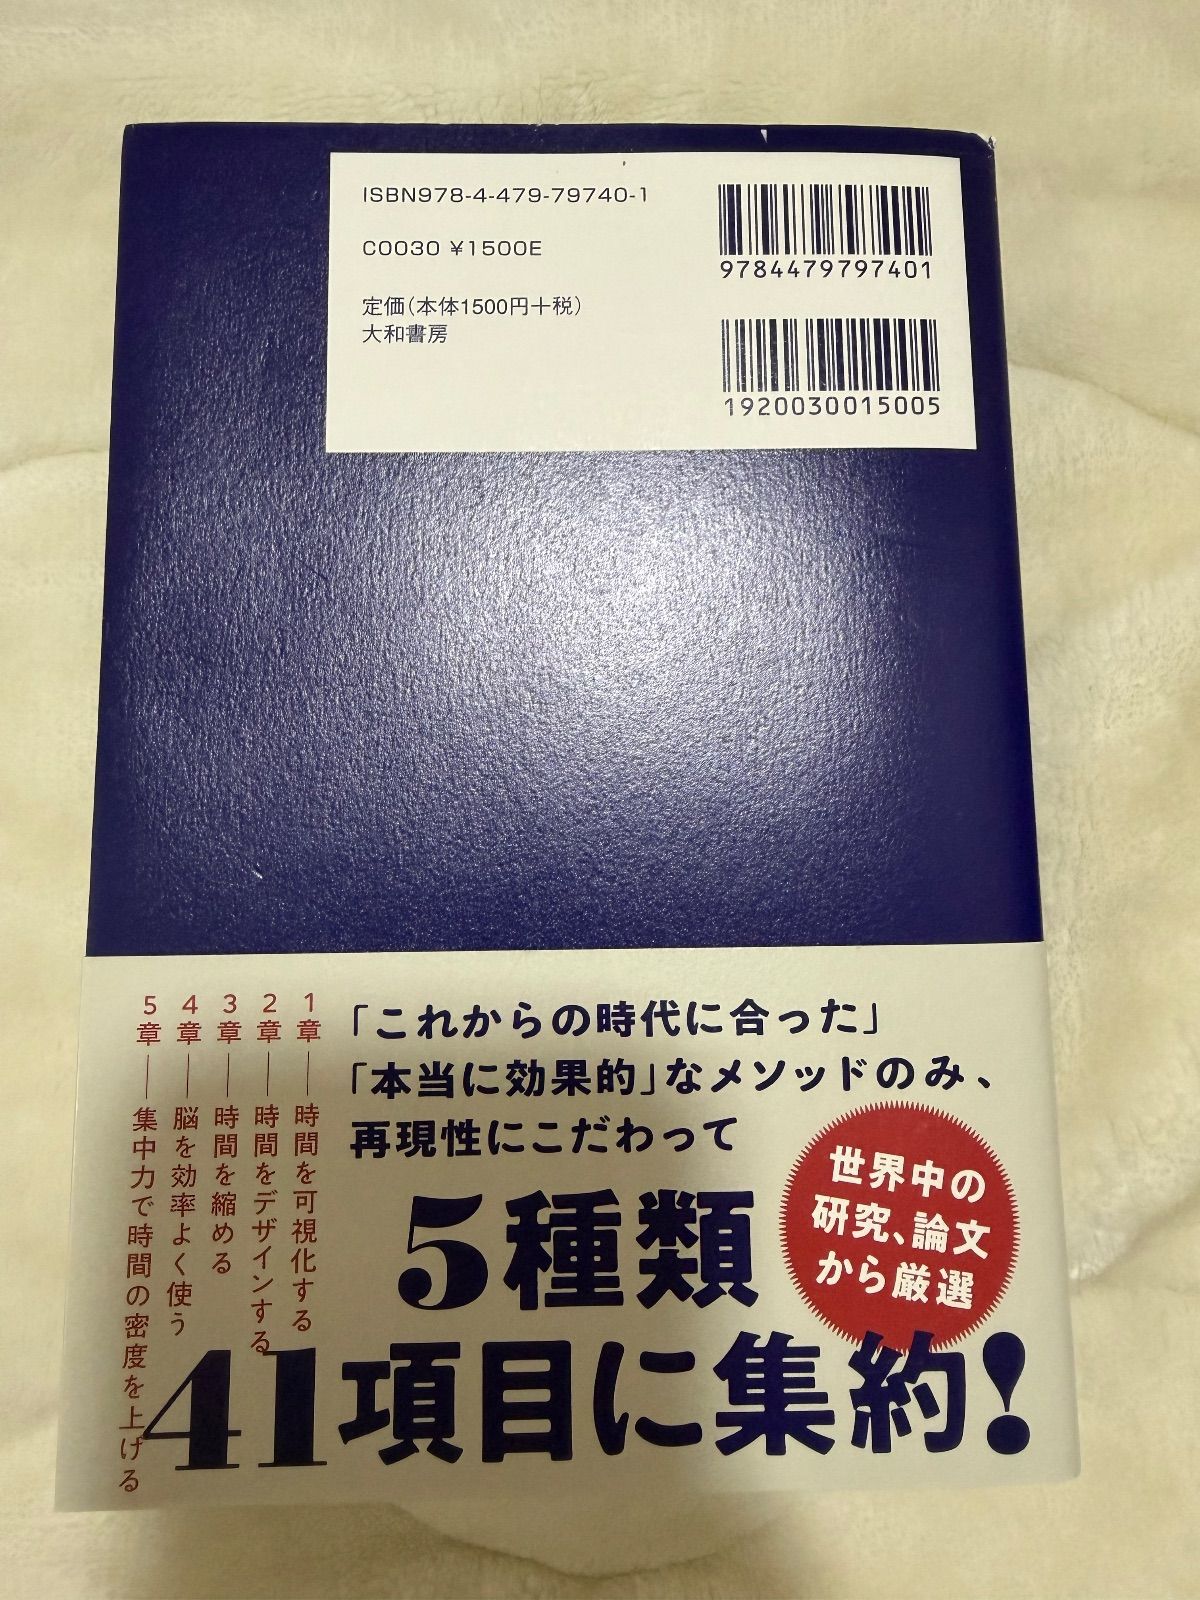 ISBN978-4-479-79740-1
C0030 ¥1500E
定価(本体1500円+税)
大和書房
9784479797401
1920030015005
「これからの時代に合った」
「本当に効果的」なメソッドのみ、
再現性にこだわって
5種類
41項目に集約!
世界中の
研究、論文
から厳選
1章―時間を可視化する
2章―時間をデザインする
3章―時間を縮める
4章―脳を効率よく使う
5章―集中力で時間の密度を上げる